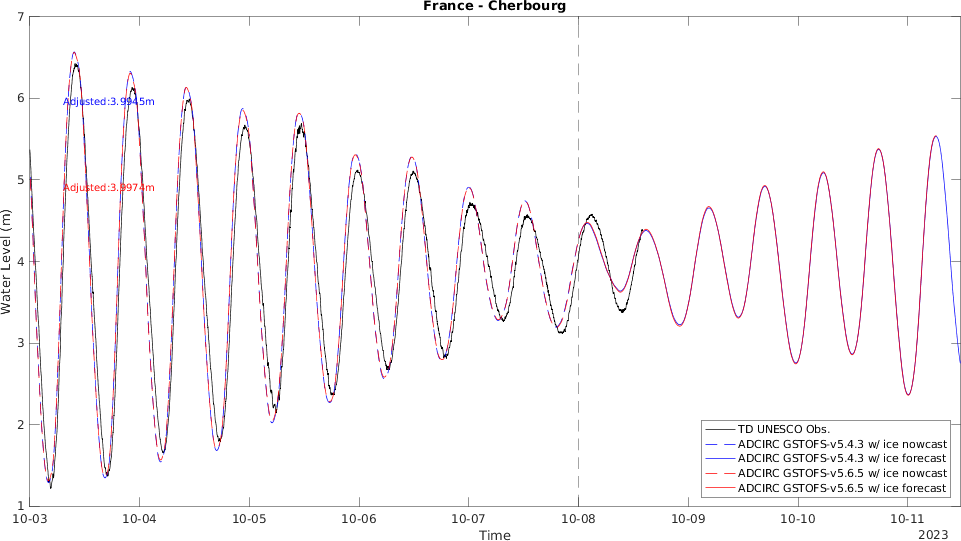 France - Cherbourg
7
6
5
4
3
2
1
Water Level (m)
Adjusted:3.9945m
Adjusted:3.9974m
TD UNESCO Obs.
ADCIRC GSTOFS-v5.4.3 w/ ice nowcast
ADCIRC GSTOFS-v5.4.3 w/ ice forecast
ADCIRC GSTOFS-v5.6.5 w/ ice nowcast
ADCIRC GSTOFS-v5.6.5 w/ ice forecast
10-03 10-04 10-05 10-06 10-07 10-08 10-09 10-10 10-11
Time
2023